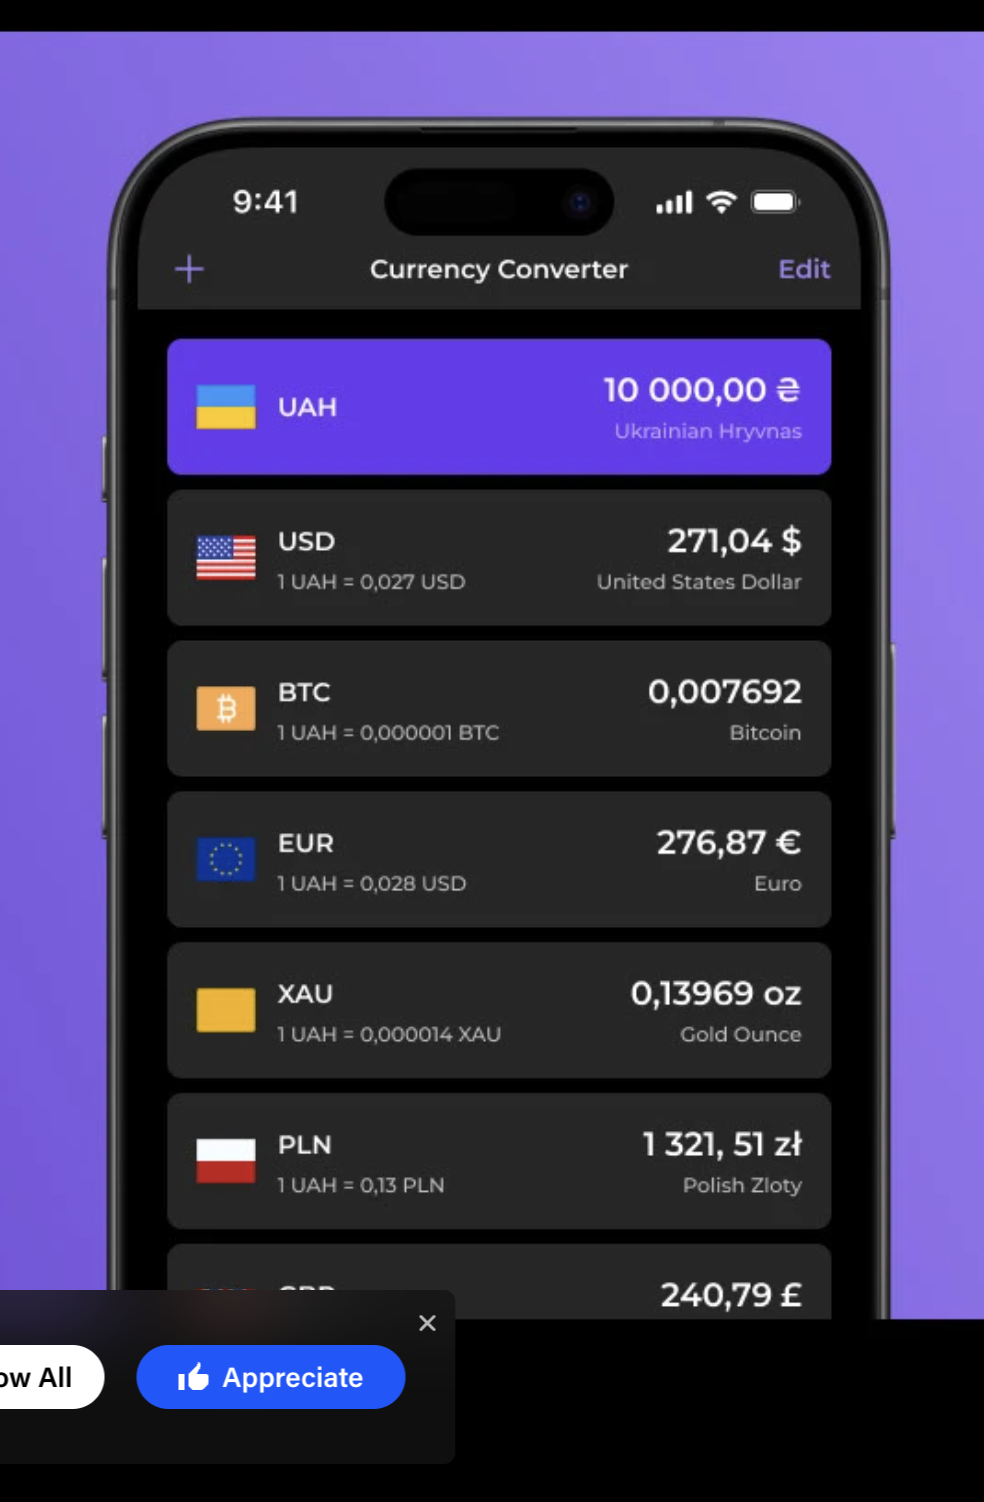 9:41
Currency Converter
Edit
UAH
10 000,00 ₴
Ukrainian Hryvnas
USD
271,04 $
1 UAH = 0,027 USD
United States Dollar
BTC
0,007692
1 UAH = 0,000001 BTC
Bitcoin
EUR
276,87 €
1 UAH = 0,028 USD
Euro
XAU
0,13969 oz
1 UAH = 0,000014 XAU
Gold Ounce
PLN
1 321, 51 zł
1 UAH = 0,13 PLN
Polish Zloty
240,79 £
All
Appreciate